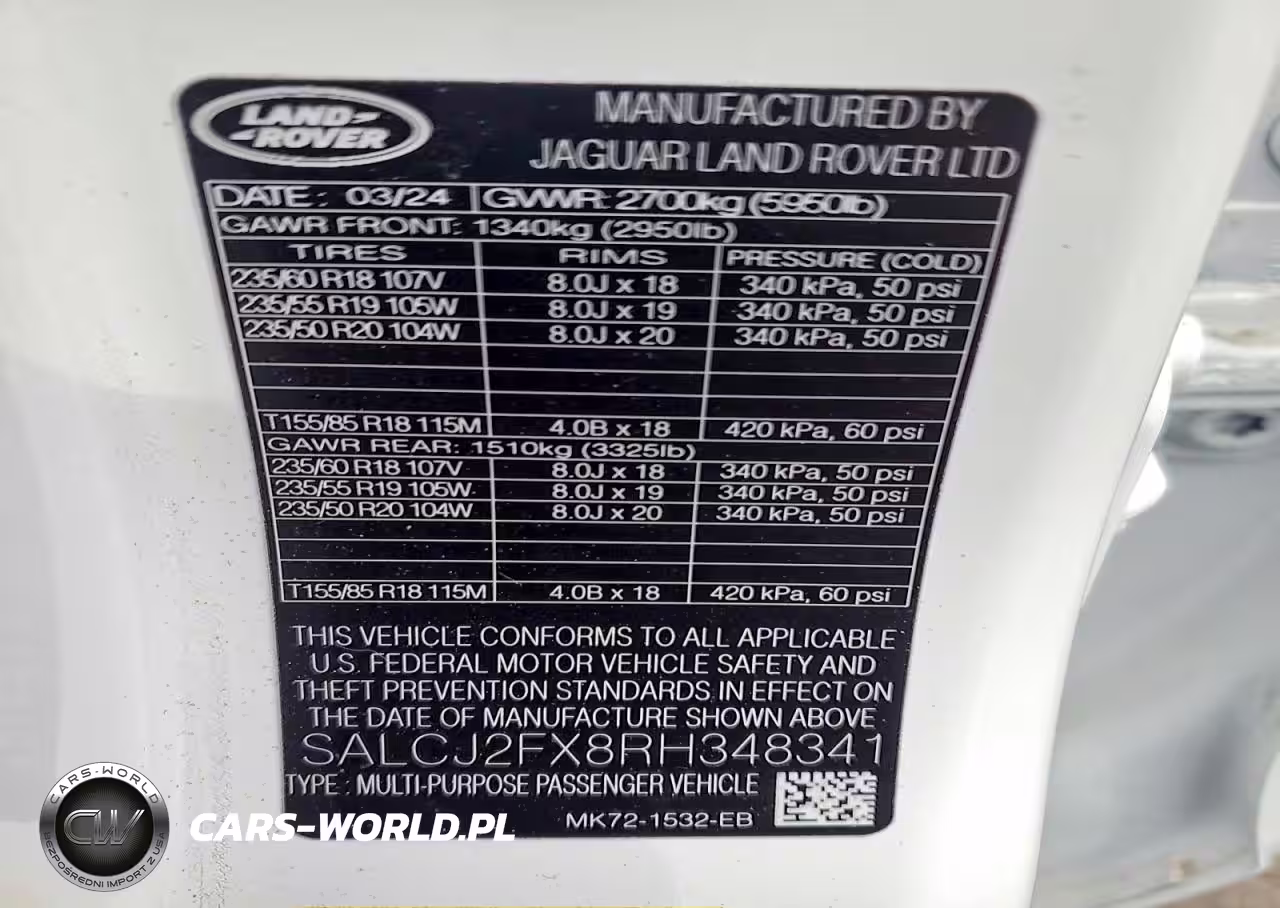 LAND
ROVER
MANUFACTURED BY
JAGUAR LAND ROVER LTD
DATE: 03/24 GVWR: 2700kg (5950lb)
GAWR FRONT: 1340kg (2950lb)
TIRES RIMS PRESSURE (COLD)
235/60 R18 107V 8.0J x 18 340 kPa, 50 psi
235/55 R19 105W 8.0J x 19 340 kPa, 50 psi
235/50 R20 104W 8.0J x 20 340 kPa, 50 psi
T155/85 R18 115M 4.0B x 18 420 kPa, 60 psi
GAWR REAR: 1510kg (3325lb)
235/60 R18 107V 8.0J x 18 340 kPa, 50 psi
235/55 R19 105W 8.0J x 19 340 kPa, 50 psi
235/50 R20 104W 8.0J x 20 340 kPa, 50 psi
T155/85 R18 115M 4.0B x 18 420 kPa, 60 psi
THIS VEHICLE CONFORMS TO ALL APPLICABLE
U.S. FEDERAL MOTOR VEHICLE SAFETY AND
THEFT PREVENTION STANDARDS IN EFFECT ON
THE DATE OF MANUFACTURE SHOWN ABOVE
SALCJ2FX8RH348341
TYPE: MULTI-PURPOSE PASSENGER VEHICLE
MK72-1532-EB
CARS-WORLD
CW
BEZPOŚREDNI IMPORT Z USA
CARS-WORLD.PL